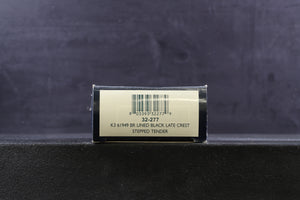 32-277
K3 61949 BR LINED BLACK LATE CREST
STEPPED TENDER